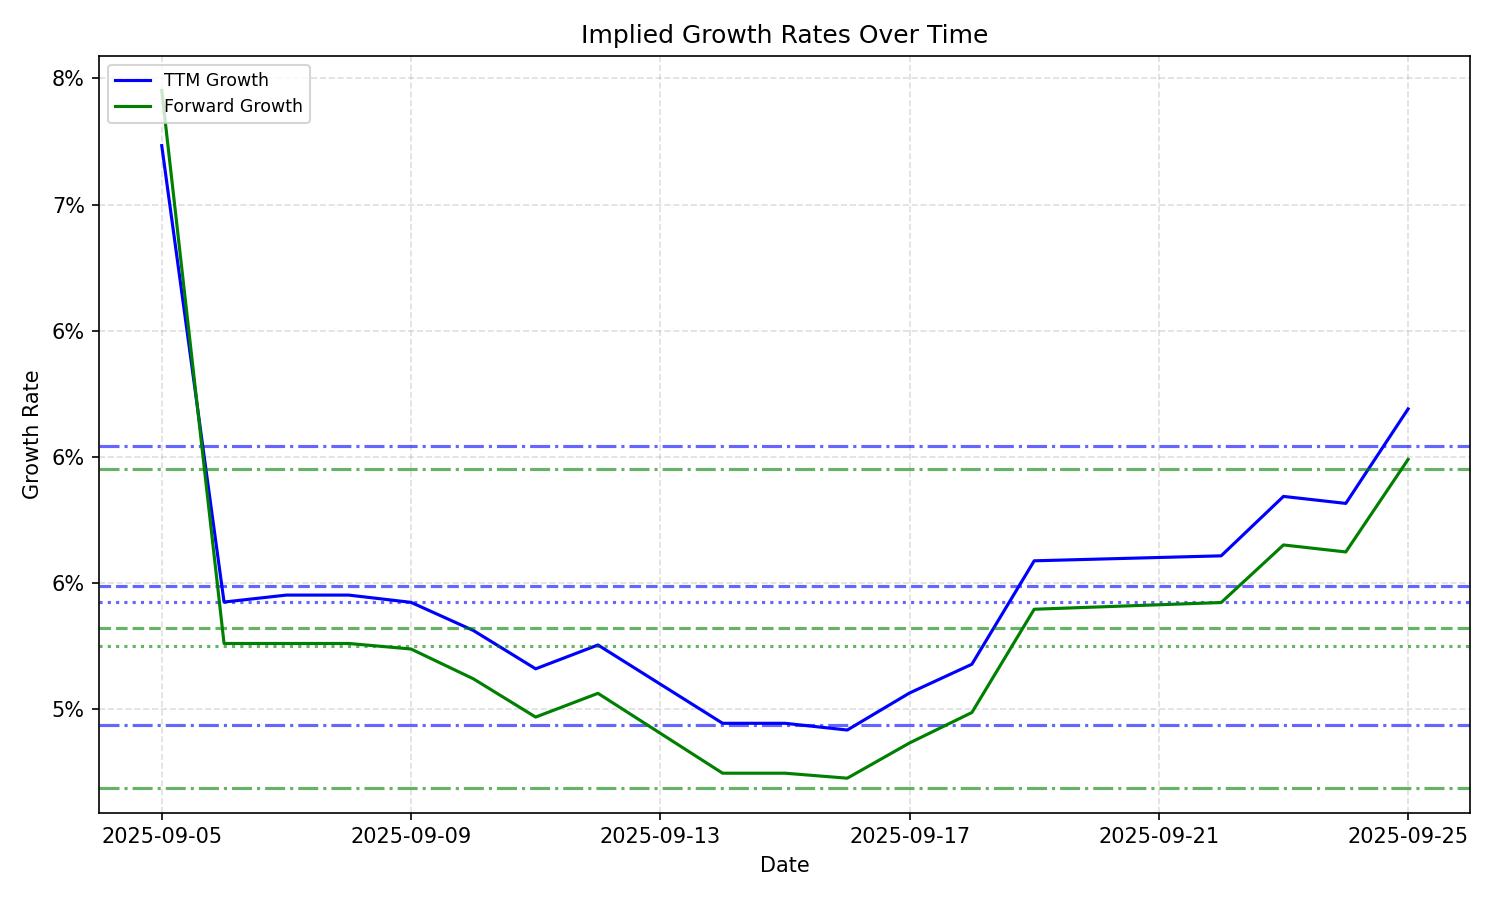 Implied Growth Rates Over Time
TTM Growth
Forward Growth
8%
7%
6%
6%
6%
5%
Growth Rate
2025-09-05
2025-09-09
2025-09-13
2025-09-17
2025-09-21
2025-09-25
Date